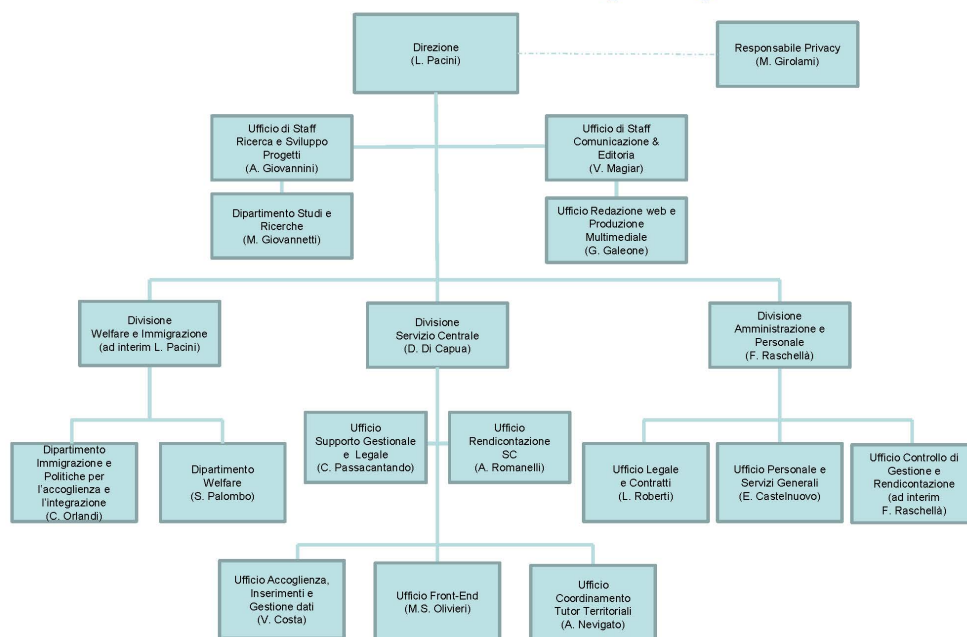 Direzione
(L. Pacini)
Responsabile Privacy
(M. Girolami)
Ufficio di Staff
Ricerca e Sviluppo
Progetti
(A. Giovannini)
Ufficio di Staff
Comunicazione &
Editoria
(V. Magiar)
Dipartimento Studi e
Ricerche
(M. Giovannetti)
Ufficio Redazione web e
Produzione
Multimediale
(G. Galeone)
Divisione
Welfare e Immigrazione
(ad interim L. Pacini)
Divisione
Servizio Centrale
(D. Di Capua)
Divisione
Amministrazione e
Personale
(F. Raschellà)
Dipartimento
Immigrazione e
Politiche per
l'accoglienza e
l'integrazione
(C. Orlandi)
Dipartimento
Welfare
(S. Palombo)
Ufficio
Supporto Gestionale
e Legale
(C. Passacantando)
Ufficio
Rendicontazione
SC
(A. Romanelli)
Ufficio Legale
e Contratti
(L. Roberti)
Ufficio Personale e
Servizi Generali
(E. Castelnuovo)
Ufficio Controllo di
Gestione e
Rendicontazione
(ad interim
F. Raschellà)
Ufficio Accoglienza,
Inserimenti e
Gestione dati
(V. Costa)
Ufficio Front-End
(M.S. Olivieri)
Ufficio
Coordinamento
Tutor Territoriali
(A. Nevigato)